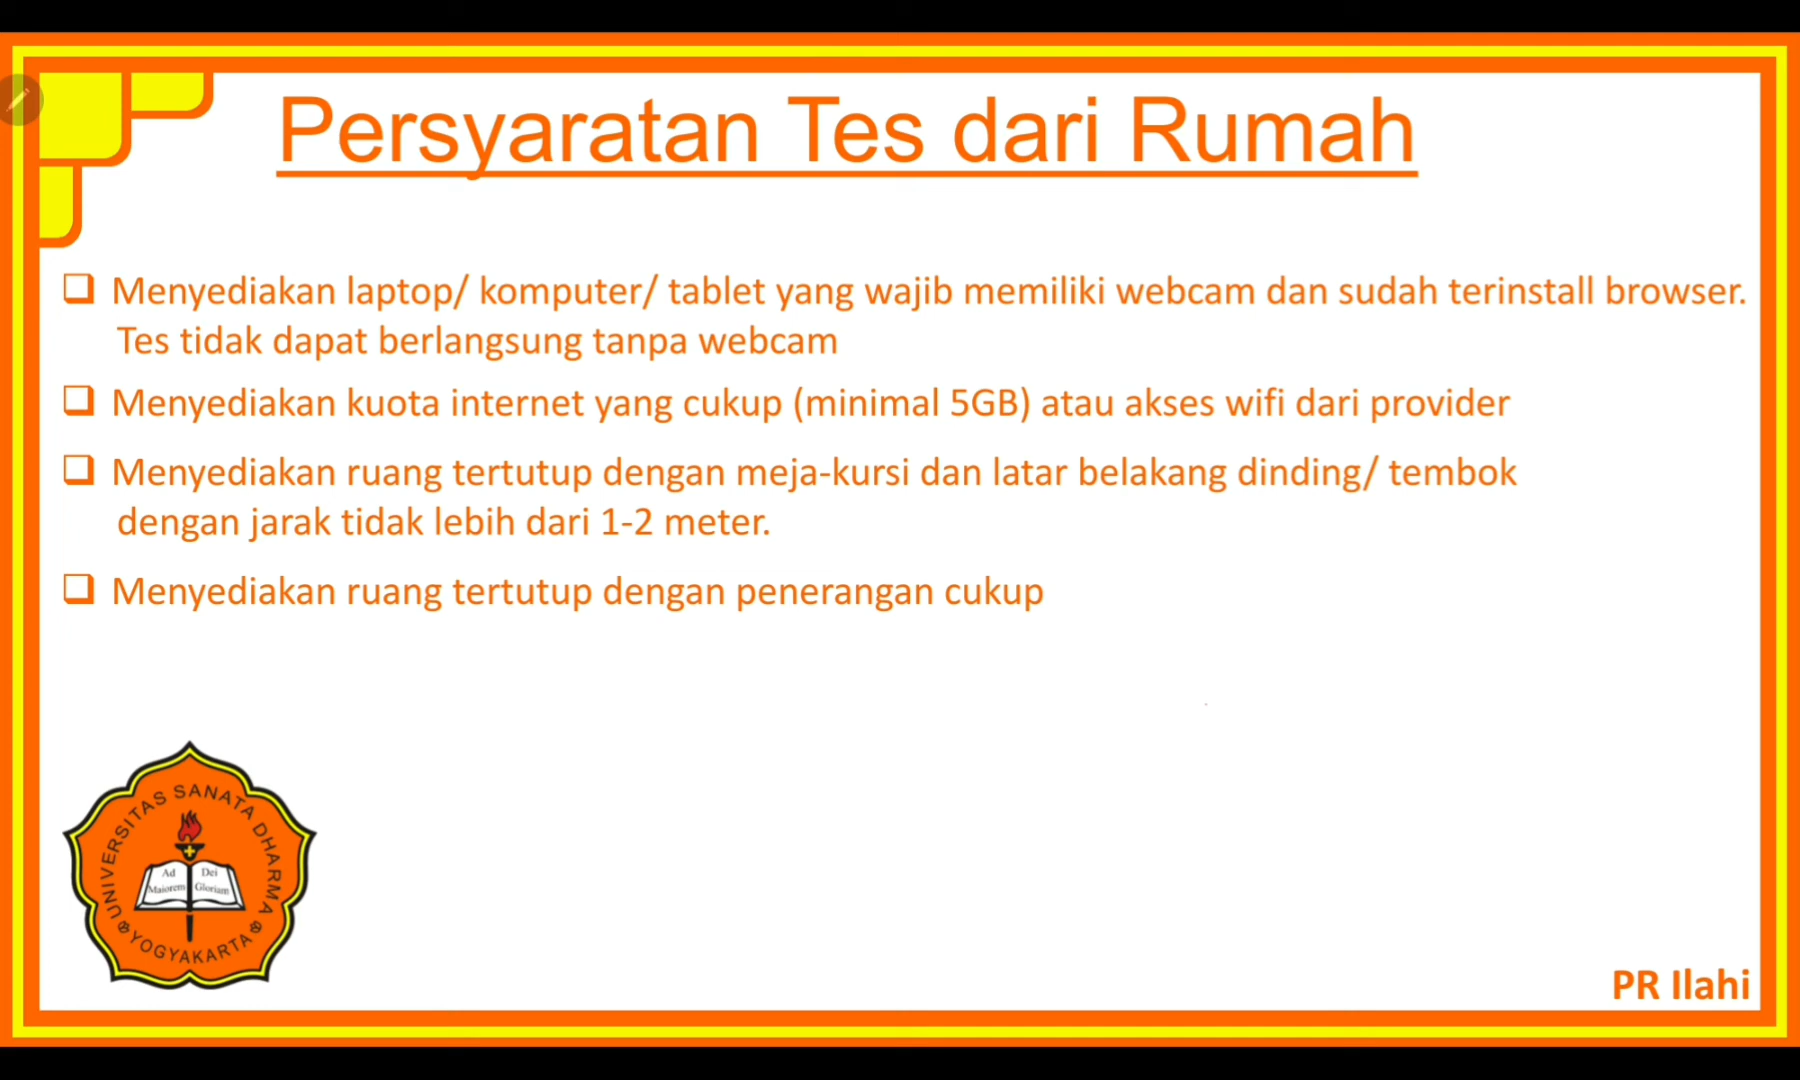 Persyaratan Tes dari Rumah
Menyediakan laptop/ komputer/ tablet yang wajib memiliki webcam dan sudah terinstall browser.
Tes tidak dapat berlangsung tanpa webcam
Menyediakan kuota internet yang cukup (minimal 5GB) atau akses wifi dari provider
Menyediakan ruang tertutup dengan meja-kursi dan latar belakang dinding/ tembok
dengan jarak tidak lebih dari 1-2 meter.
Menyediakan ruang tertutup dengan penerangan cukup
UNIVERSITAS SANATA DHARMA
Ad Dei
Maiorem Gloriam
YOGYAKARTA
PR Ilahi